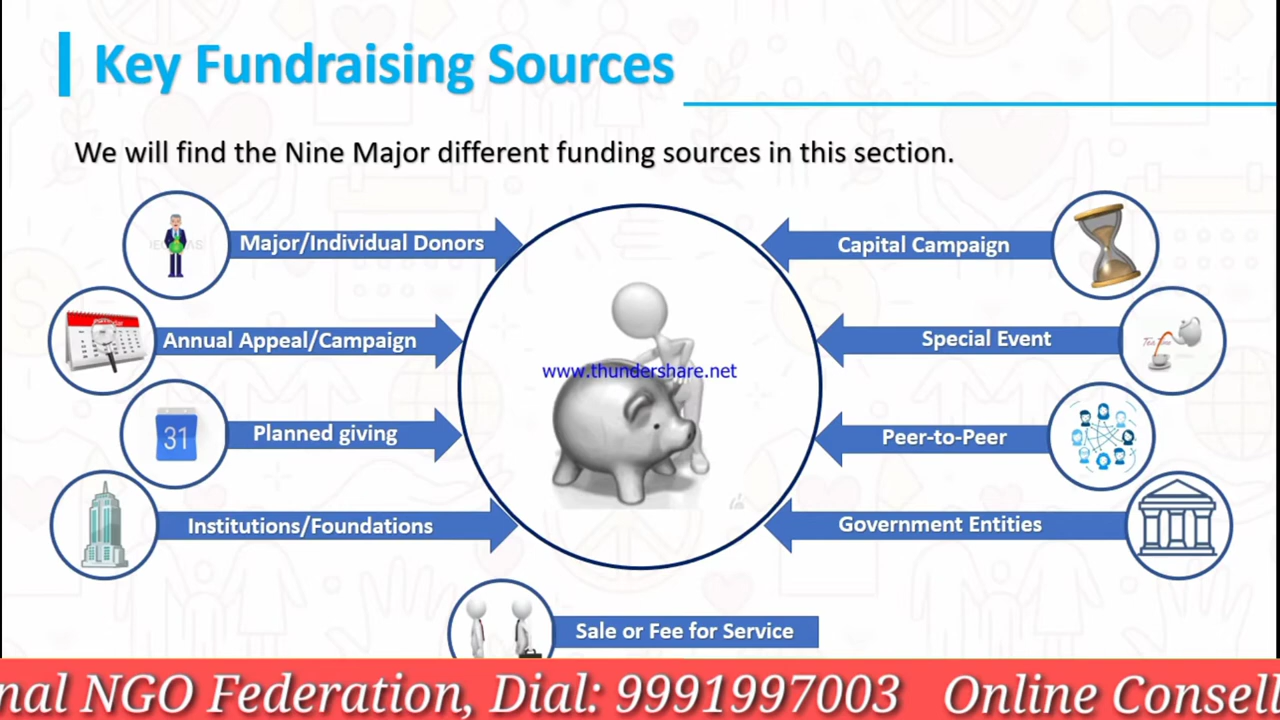 Key Fundraising Sources
We will find the Nine Major different funding sources in this section.
Major/Individual Donors
Capital Campaign
Annual Appeal/Campaign
Special Event
www.thundershare.net
Planned giving
31
Peer-to-Peer
Institutions/Foundations
Government Entities
Sale or Fee for Service
nal NGO Federation, Dial: 9991997003 Online Consell